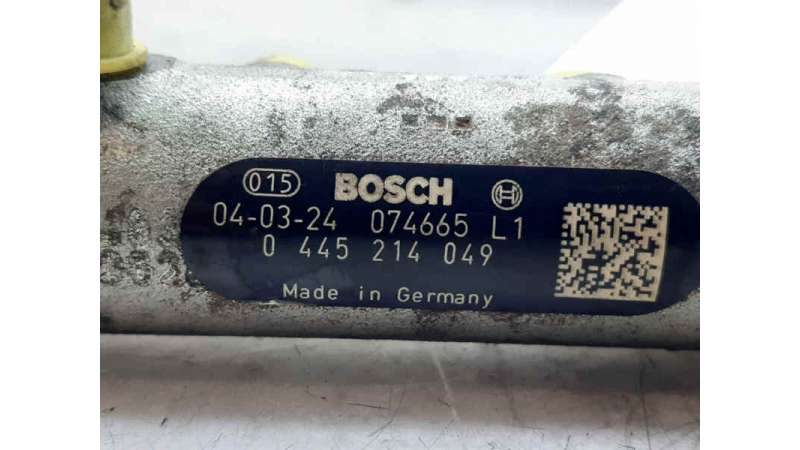 015 BOSCH
04-03-24 074665 L1
0 445 214 049
Made in Germany